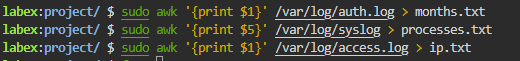 labex:project/ $ sudo awk '{print $1}' /var/log/auth.log > months.txt
labex:project/ $ sudo awk '{print $5}' /var/log/syslog > processes.txt
labex:project/ $ sudo awk '{print $1}' /var/log/access.log > ip.txt